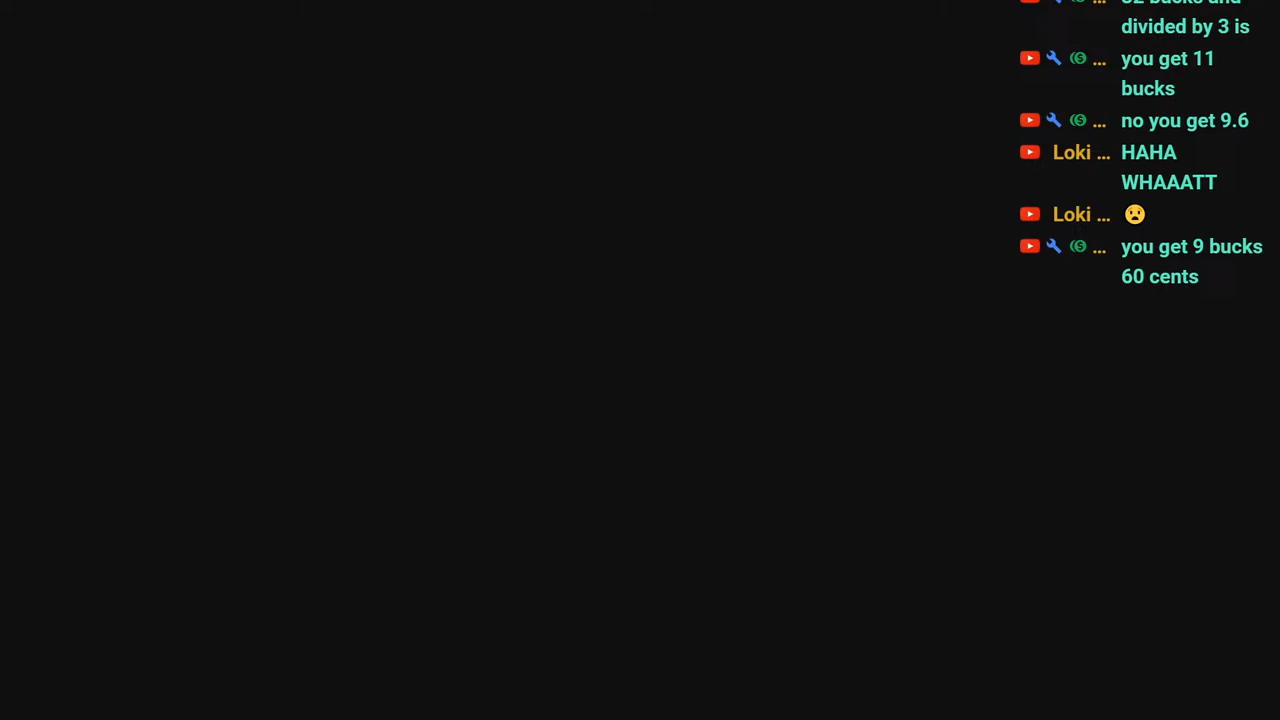 divided by 3 is
... you get 11
bucks
... no you get 9.6
Loki ... HAHA
WHAAATT
Loki ... 😦
... you get 9 bucks
60 cents